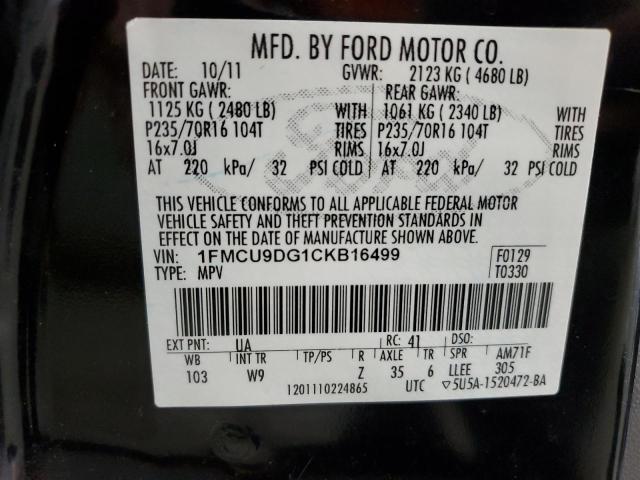 MFD. BY FORD MOTOR CO.
DATE: 10/11 GVWR: 2123 KG ( 4680 LB)
FRONT GAWR: REAR GAWR:
1125 KG ( 2480 LB) WITH 1061 KG ( 2340 LB) WITH
P235/70R16 104T TIRES P235/70R16 104T TIRES
16x7.0J RIMS 16x7.0J RIMS
AT 220 kPa/ 32 PSI COLD AT 220 kPa/ 32 PSI COLD
THIS VEHICLE CONFORMS TO ALL APPLICABLE FEDERAL MOTOR
VEHICLE SAFETY AND THEFT PREVENTION STANDARDS IN
EFFECT ON THE DATE OF MANUFACTURE SHOWN ABOVE.
VIN: 1FMCU9DG1CKB16499 F0129
TYPE: MPV T0330
EXT PNT: UA RC: 41 DSO:
WB INT TR TP/PS R AXLE TR SPR AM71F
103 W9 Z 35 6 LLEE 305
1201110224865 UTC ▽5U5A-1520472-BA